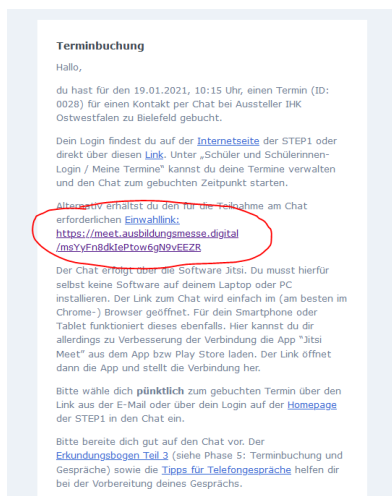 Terminbuchung
Hallo,
du hast für den 19.01.2021, 10:15 Uhr, einen Termin (ID:
0028) für einen Kontakt per Chat bei Aussteller IHK
Ostwestfalen zu Bielefeld gebucht.
Dein Login findest du auf der Internetseite der STEP1 oder
direkt über diesen Link. Unter „Schüler und Schülerinnen-
Login / Meine Termine“ kannst du deine Termine verwalten
und den Chat zum gebuchten Zeitpunkt starten.
Alternativ erhältst du den für die Teilnahme am Chat
erforderlichen Einwahllink:
https://meet.ausbildungsmesse.digital
/msYyFn8dkIePtow6gN9vEEZR
Der Chat erfolgt über die Software Jitsi. Du musst hierfür
selbst keine Software auf deinem Laptop oder PC
installieren. Der Link zum Chat wird einfach im (am besten im
Chrome-) Browser geöffnet. Für dein Smartphone oder
Tablet funktioniert dieses ebenfalls. Hier kannst du dir
allerdings zu Verbesserung der Verbindung die App "Jitsi
Meet" aus dem App bzw Play Store laden. Der Link öffnet
dann die App und stellt die Verbindung her.
Bitte wähle dich pünktlich zum gebuchten Termin über den
Link aus der E-Mail oder über dein Login auf der Homepage
der STEP1 in den Chat ein.
Bitte bereite dich gut auf den Chat vor. Der
Erkundungsbogen Teil 3 (siehe Phase 5: Terminbuchung und
Gespräche) sowie die Tipps für Telefongespräche helfen dir
bei der Vorbereitung deines Gesprächs.